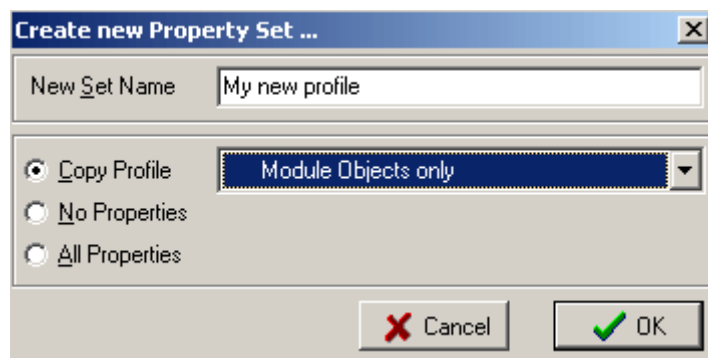 Create new Property Set ...
New Set Name My new profile
Copy Profile Module Objects only
No Properties
All Properties
Cancel OK